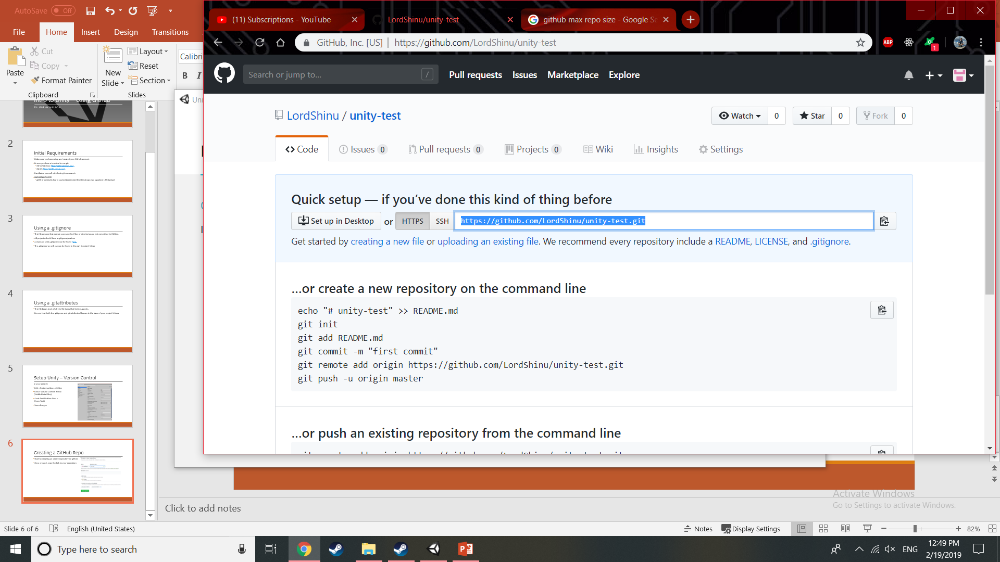 AutoSave Off
File Home Insert Design Transitions
Paste
Cut
Copy
Format Painter
Clipboard
New Slide
Layout
Reset
Section
Slides
Calibri
B I
BY: JEREMY NIELSON
2
Initial Requirements
3
Using a .gitignore
4
Using a .gitattributes
5
Setup Unity – Version Control
6
Creating a GitHub Repo
Uni
(11) Subscriptions - YouTube
LordShinu/unity-test
github max repo size - Google Se
GitHub, Inc. [US] | https://github.com/LordShinu/unity-test
ABP
1
Search or jump to... /
Pull requests Issues Marketplace Explore
LordShinu / unity-test
Watch 0 Star 0 Fork 0
Code Issues 0 Pull requests 0 Projects 0 Wiki Insights Settings
Quick setup — if you’ve done this kind of thing before
Set up in Desktop or HTTPS SSH https://github.com/LordShinu/unity-test.git
Get started by creating a new file or uploading an existing file. We recommend every repository include a README, LICENSE, and .gitignore.
…or create a new repository on the command line
echo "# unity-test" >> README.md
git init
git add README.md
git commit -m "first commit"
git remote add origin https://github.com/LordShinu/unity-test.git
git push -u origin master
…or push an existing repository from the command line
Click to add notes
Activate Windows
Go to Settings to activate Windows.
Slide 6 of 6 English (United States) Notes Display Settings 82%
Type here to search
ENG
12:49 PM
2/19/2019